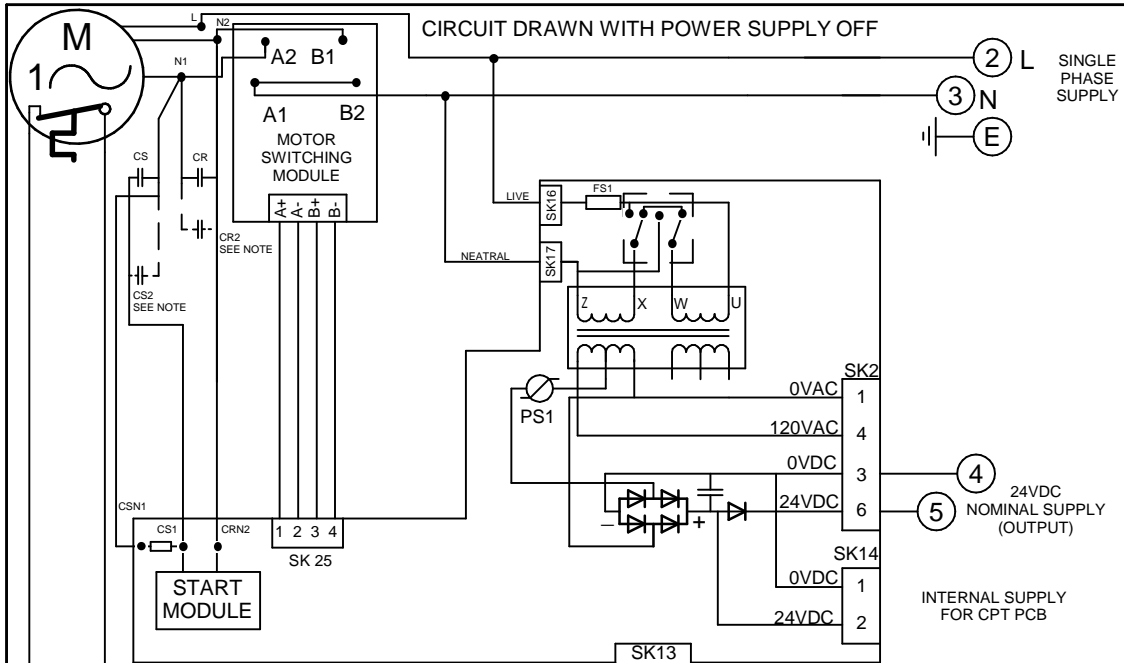 CIRCUIT DRAWN WITH POWER SUPPLY OFF
M
1
L
N2
N1
A2 B1
A1 B2
MOTOR
SWITCHING
MODULE
A+ A- B+ B-
2 L
3 N
E
SINGLE
PHASE
SUPPLY
CS
CR
CR2
SEE NOTE
CS2
SEE NOTE
LIVE
SK16
FS1
NEATRAL
SK17
Z X W U
PS1
SK2
0VAC 1
120VAC 4
0VDC 3
24VDC 6
4
5
24VDC
NOMINAL SUPPLY
(OUTPUT)
– +
CSN1
CS1
CRN2
1 2 3 4
SK 25
START
MODULE
SK14
0VDC 1
24VDC 2
INTERNAL SUPPLY
FOR CPT PCB
SK13